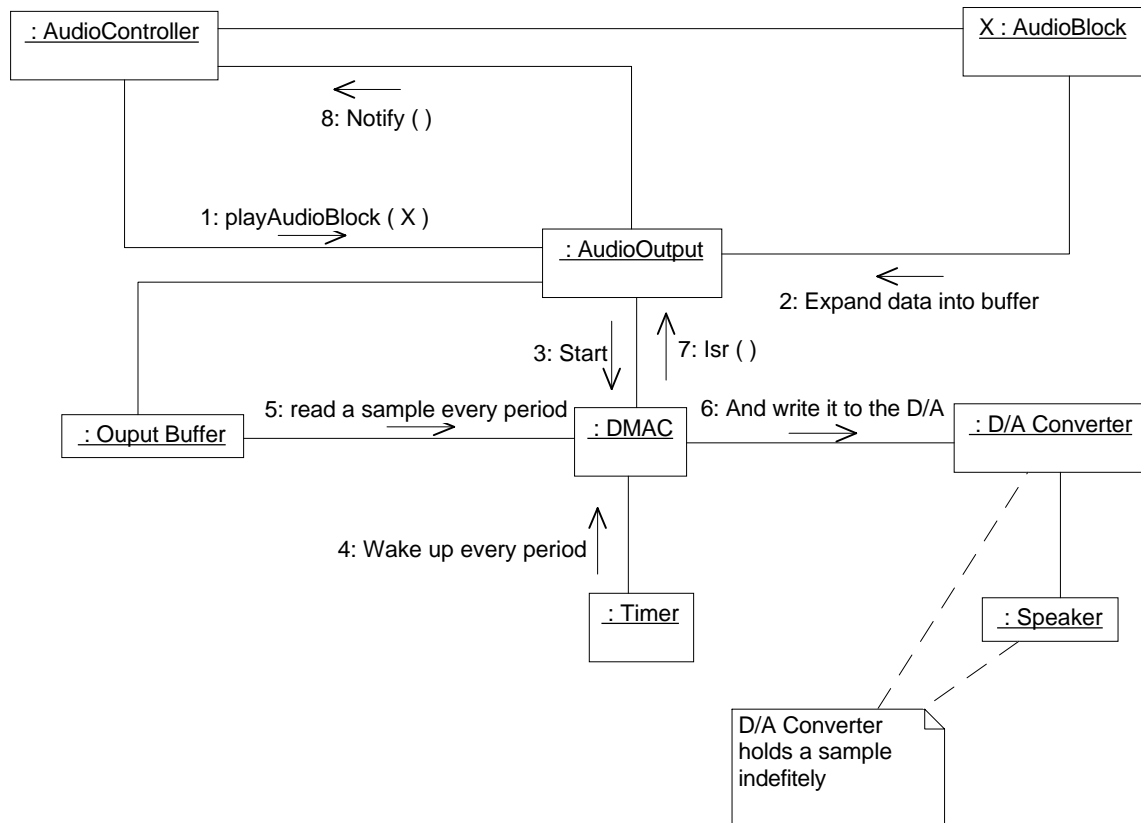 : AudioController
X : AudioBlock
8: Notify ( )
1: playAudioBlock ( X )
: AudioOutput
2: Expand data into buffer
3: Start
7: Isr ( )
5: read a sample every period
6: And write it to the D/A
: Ouput Buffer
: DMAC
: D/A Converter
4: Wake up every period
: Timer
: Speaker
D/A Converter
holds a sample
indefitely